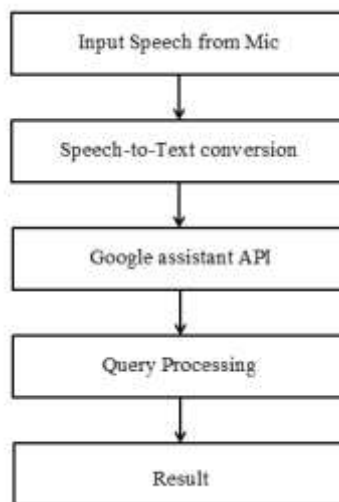 Input Speech from Mic
Speech-to-Text conversion
Google assistant API
Query Processing
Result